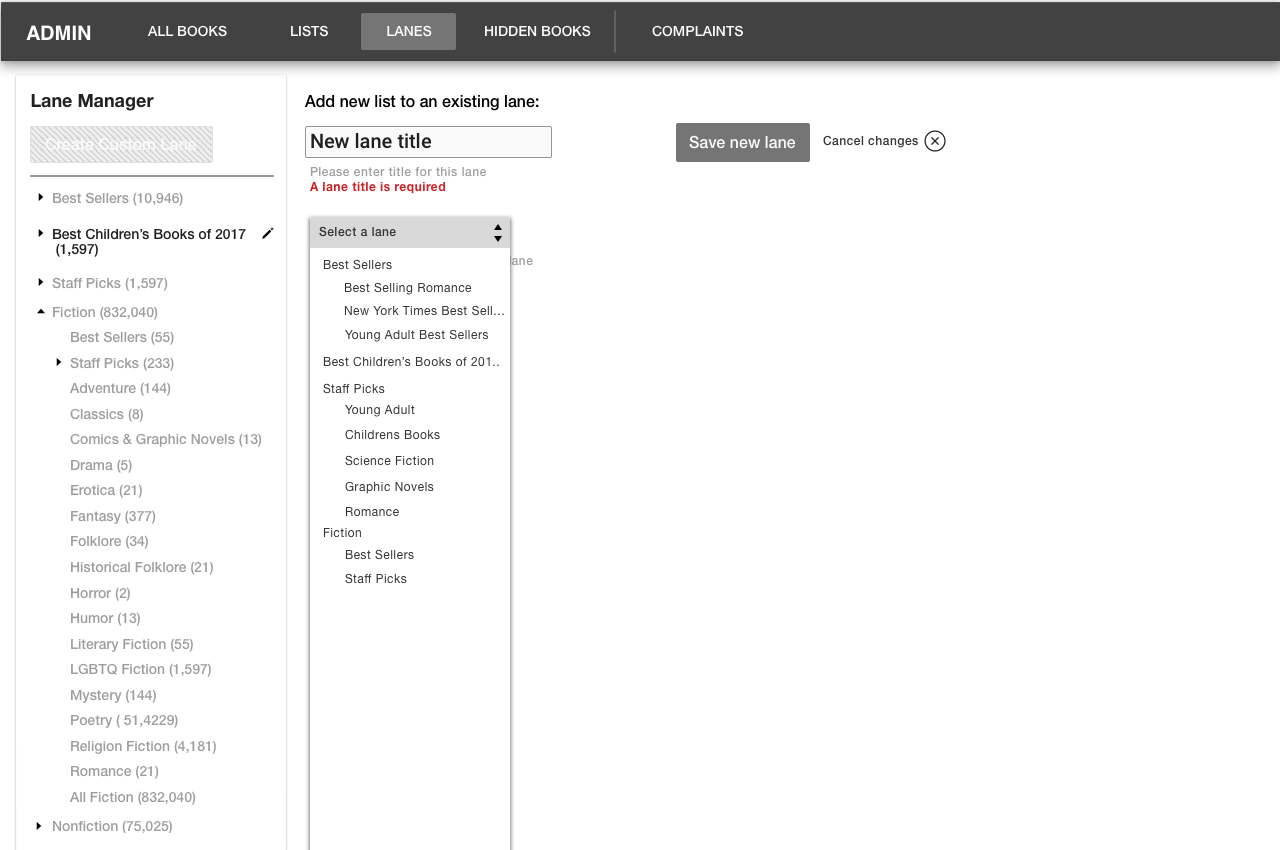 ADMIN ALL BOOKS LISTS LANES HIDDEN BOOKS COMPLAINTS
Lane Manager
Create Custom Lane
Best Sellers (10,946)
Best Children’s Books of 2017
(1,597)
Staff Picks (1,597)
Fiction (832,040)
Best Sellers (55)
Staff Picks (233)
Adventure (144)
Classics (8)
Comics & Graphic Novels (13)
Drama (5)
Erotica (21)
Fantasy (377)
Folklore (34)
Historical Folklore (21)
Horror (2)
Humor (13)
Literary Fiction (55)
LGBTQ Fiction (1,597)
Mystery (144)
Poetry ( 51,4229)
Religion Fiction (4,181)
Romance (21)
All Fiction (832,040)
Nonfiction (75,025)
Add new list to an existing lane:
New lane title
Save new lane
Cancel changes
Please enter title for this lane
A lane title is required
Select a lane
ane
Best Sellers
Best Selling Romance
New York Times Best Sell...
Young Adult Best Sellers
Best Children’s Books of 201..
Staff Picks
Young Adult
Childrens Books
Science Fiction
Graphic Novels
Romance
Fiction
Best Sellers
Staff Picks